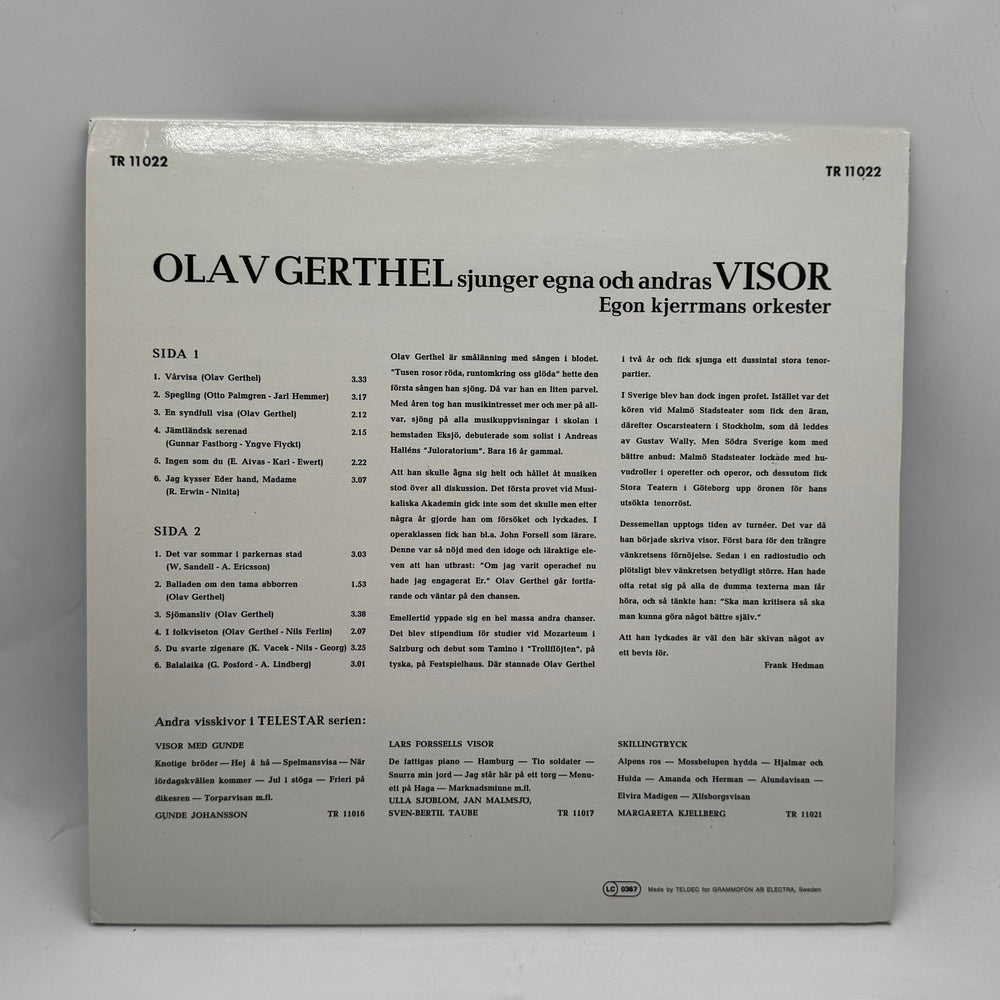 TR 11022
TR 11022
OLAV GERTHEL sjunger egna och andras VISOR
Egon kjerrmans orkester
SIDA 1
1. Vårvisa (Olav Gerthel) 3.33
2. Spegling (Otto Palmgren - Jarl Hemmer) 3.17
3. En syndfull visa (Olav Gerthel) 2.12
4. Jämtländsk serenad 2.15
(Gunnar Fastborg - Yngve Flyckt)
5. Ingen som du (E. Aivas - Karl - Ewert) 2.22
6. Jag kysser Eder hand, Madame 3.07
(R. Erwin - Ninita)
SIDA 2
1. Det var sommar i parkernas stad 3.03
(W. Sandell - A. Ericsson)
2. Balladen om den tama abborren 1.53
(Olav Gerthel)
3. Sjömansliv (Olav Gerthel) 3.38
4. I folkviseton (Olav Gerthel - Nils Ferlin) 2.07
5. Du svarte zigenare (K. Vacek - Nils - Georg) 3.25
6. Balalaika (G. Posford - A. Lindberg) 3.01
Olav Gerthel är smålänning med sången i blodet.
"Tusen rosor röda, runtomkring oss glöda" hette den
första sången han sjöng. Då var han en liten parvel.
Med åren tog han musikintresset mer och mer på all-
var, sjöng på alla musikuppvisningar i skolan i
hemstaden Eksjö, debuterade som solist i Andreas
Halléns "Juloratorium". Bara 16 år gammal.
Att han skulle ägna sig helt och hållet åt musiken
stod över all diskussion. Det första provet vid Musi-
kaliska Akademin gick inte som det skulle men efter
några år gjorde han om försöket och lyckades. I
operaklassen fick han bl.a. John Forsell som lärare.
Denne var så nöjd med den idoge och läraktige ele-
ven att han utbrast: "Om jag varit operachef nu
hade jag engagerat Er." Olav Gerthel går fortfa-
rande och väntar på den chansen.
Emellertid yppade sig en hel massa andra chanser.
Det blev stipendium för studier vid Mozarteum i
Salzburg och debut som Tamino i "Trollflöjten", på
tyska, på Festspielhaus. Där stannade Olav Gerthel
i två år och fick sjunga ett dussintal stora tenor-
partier.
I Sverige blev han dock ingen profet. Istället var det
kören vid Malmö Stadsteater som fick den äran,
därefter Oscarsteatern i Stockholm, som då leddes
av Gustav Wally. Men Södra Sverige kom med
bättre anbud: Malmö Stadsteater lockade med hu-
vudroller i operetter och operor, och dessutom fick
Stora Teatern i Göteborg upp öronen för hans
utsökta tenorröst.
Dessemellan upptogs tiden av turnéer. Det var då
han började skriva visor. Först bara för den trängre
vänkretsens förnöjelse. Sedan i en radiostudio och
plötsligt blev vänkretsen betydligt större. Han hade
ofta retat sig på alla de dumma texterna man får
höra, och så tänkte han: "Ska man kritisera så ska
man kunna göra något bättre själv."
Att han lyckades är väl den här skivan något av
ett bevis för.
Frank Hedman
Andra visskivor i TELESTAR serien:
VISOR MED GUNDE
Knotige bröder — Hej å hå — Spelmansvisa — När
lördagskvällen kommer — Jul i stöga — Frieri på
dikesren — Torparvisan m.fl.
GUNDE JOHANSSON TR 11016
LARS FORSSELLS VISOR
De fattigas piano — Hamburg — Tio soldater —
Snurra min jord — Jag står här på ett torg — Menu-
ett på Haga — Marknadsminne m.fl.
ULLA SJÖBLOM, JAN MALMSJÖ,
SVEN-BERTIL TAUBE TR 11017
SKILLINGTRYCK
Alpens ros — Mossbelupen hydda — Hjalmar och
Hulda — Amanda och Herman — Alundavisan —
Elvira Madigen — Älfsborgsvisan
MARGARETA KJELLBERG TR 11021
LC 0367 Made by TELDEC for GRAMMOFON AB ELECTRA, Sweden